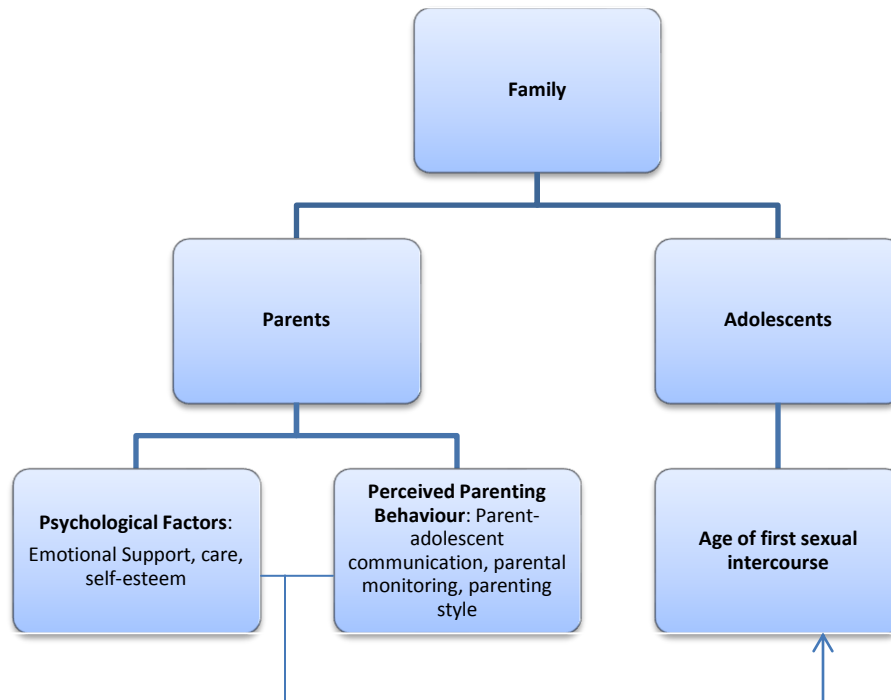 Family
Parents
Adolescents
Psychological Factors:
Emotional Support, care,
self-esteem
Perceived Parenting
Behaviour: Parent-
adolescent
communication, parental
monitoring, parenting
style
Age of first sexual
intercourse